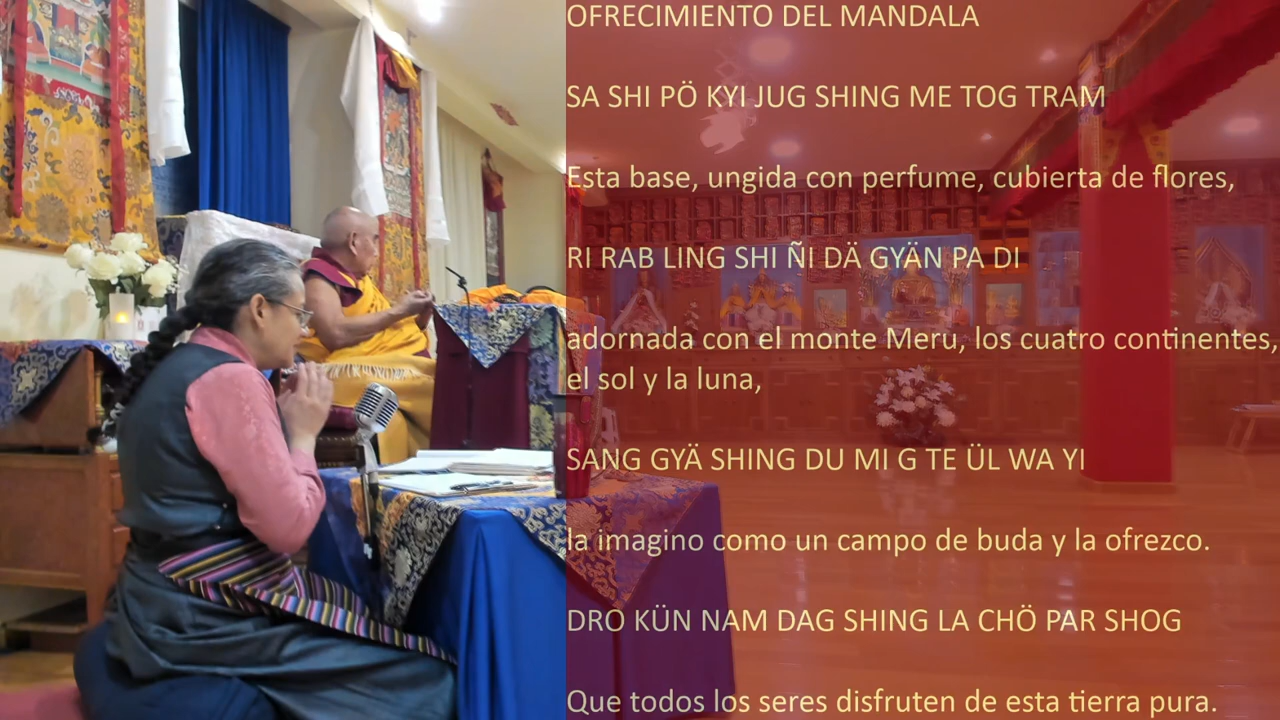 OFRECIMIENTO DEL MANDALA
SA SHI PÖ KYI JUG SHING ME TOG TRAM
Esta base, ungida con perfume, cubierta de flores,
RI RAB LING SHI ÑI DÄ GYÄN PA DI
adornada con el monte Meru, los cuatro continentes,
el sol y la luna,
SANG GYÄ SHING DU MI G TE ÜL WA YI
la imagino como un campo de buda y la ofrezco.
DRO KÜN NAM DAG SHING LA CHÖ PAR SHOG
Que todos los seres disfruten de esta tierra pura.